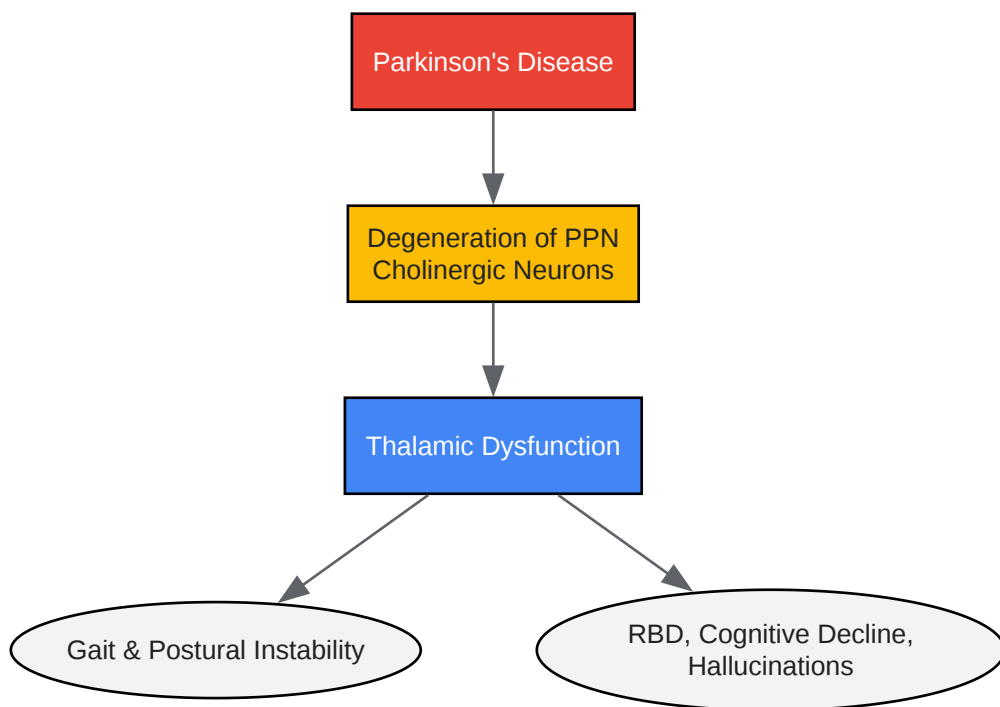 Parkinson's Disease
Degeneration of PPN
Cholinergic Neurons
Thalamic Dysfunction
Gait & Postural Instability
RBD, Cognitive Decline,
Hallucinations